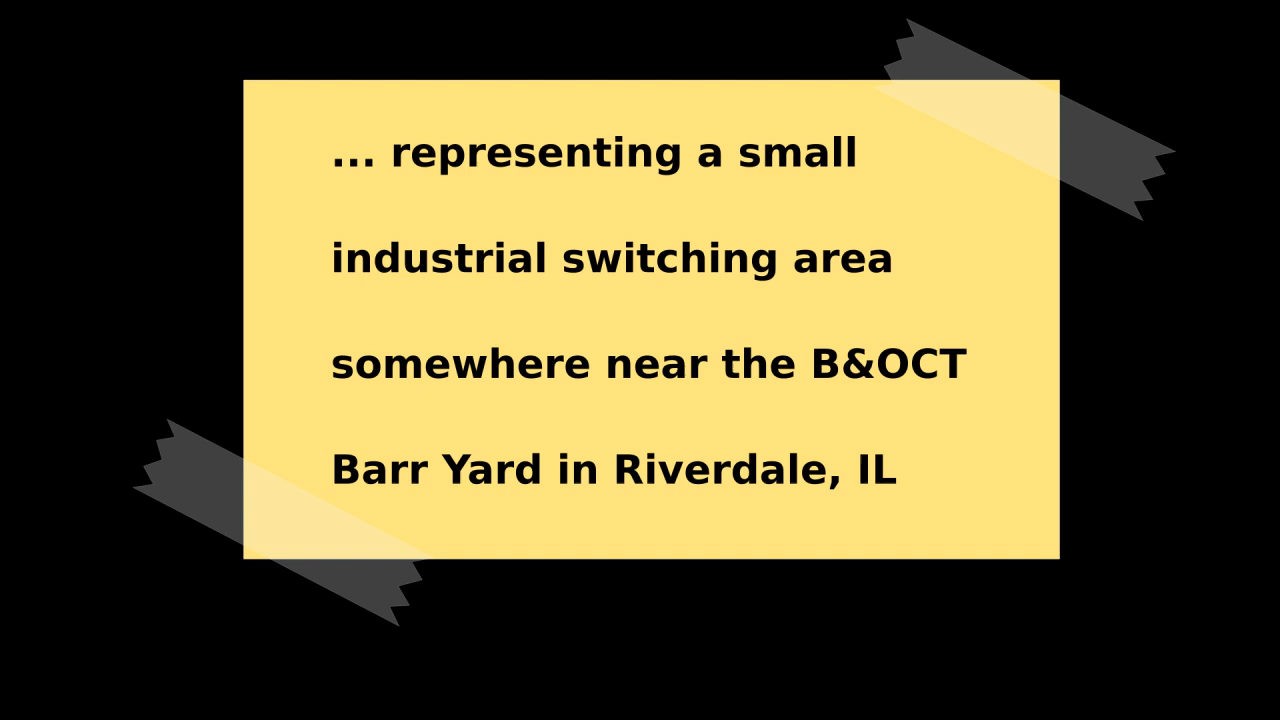 ... representing a small
industrial switching area
somewhere near the B&OCT
Barr Yard in Riverdale, IL